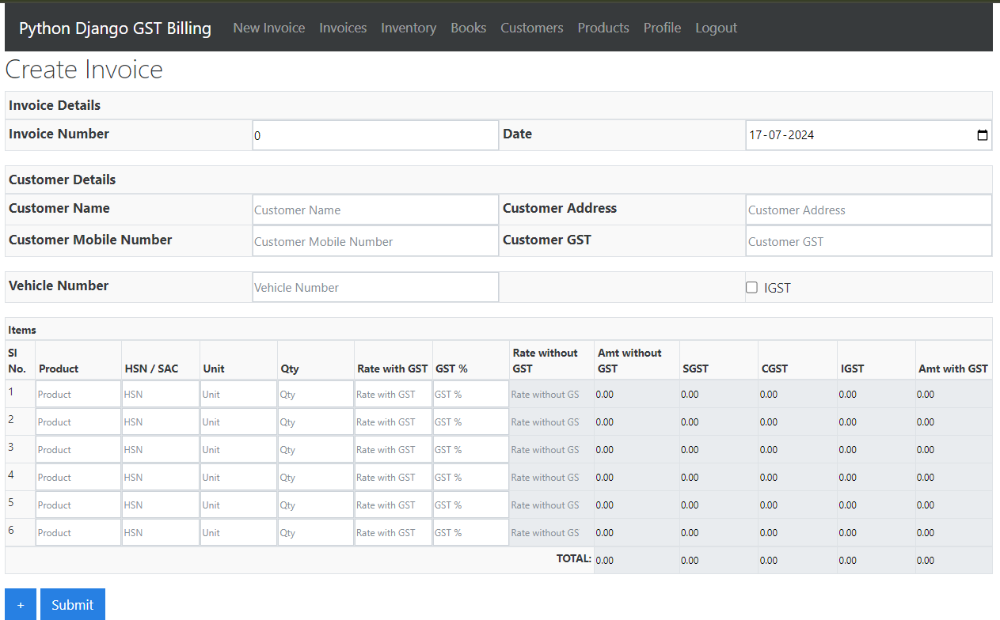 Python Django GST Billing New Invoice Invoices Inventory Books Customers Products Profile Logout
Create Invoice
Invoice Details
Invoice Number 0 Date 17-07-2024
Customer Details
Customer Name Customer Name Customer Address Customer Address
Customer Mobile Number Customer Mobile Number Customer GST Customer GST
Vehicle Number Vehicle Number IGST
Items
Sl No. Product HSN / SAC Unit Qty Rate with GST GST % Rate without GST Amt without GST SGST CGST IGST Amt with GST
1 Product HSN Unit Qty Rate with GST GST % Rate without GS 0.00 0.00 0.00 0.00 0.00
2 Product HSN Unit Qty Rate with GST GST % Rate without GS 0.00 0.00 0.00 0.00 0.00
3 Product HSN Unit Qty Rate with GST GST % Rate without GS 0.00 0.00 0.00 0.00 0.00
4 Product HSN Unit Qty Rate with GST GST % Rate without GS 0.00 0.00 0.00 0.00 0.00
5 Product HSN Unit Qty Rate with GST GST % Rate without GS 0.00 0.00 0.00 0.00 0.00
6 Product HSN Unit Qty Rate with GST GST % Rate without GS 0.00 0.00 0.00 0.00 0.00
TOTAL: 0.00 0.00 0.00 0.00 0.00
+ Submit